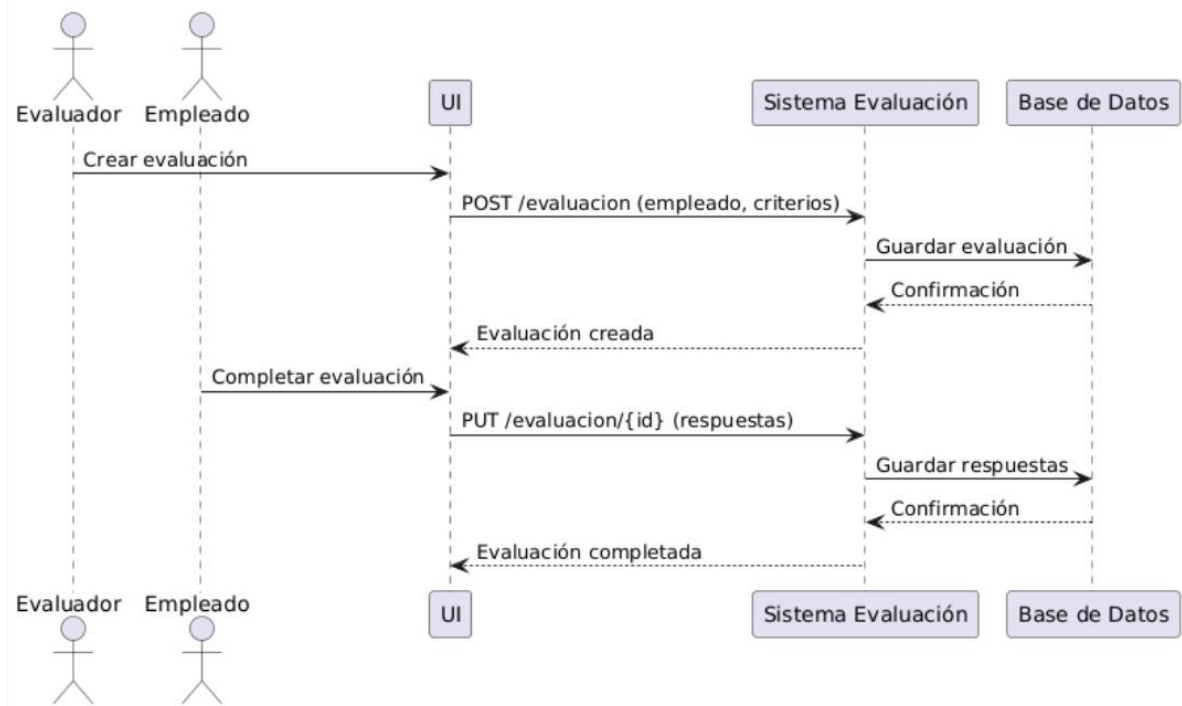 Evaluador
Empleado
UI
Sistema Evaluación
Base de Datos
Crear evaluación
POST /evaluacion (empleado, criterios)
Guardar evaluación
Confirmación
Evaluación creada
Completar evaluación
PUT /evaluacion/{id} (respuestas)
Guardar respuestas
Confirmación
Evaluación completada
Evaluador
Empleado
UI
Sistema Evaluación
Base de Datos